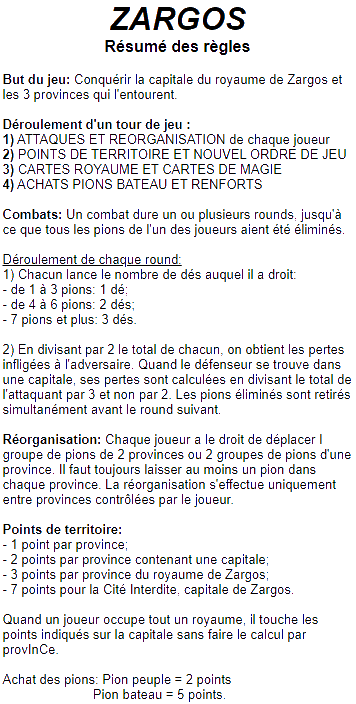 ZARGOS
Résumé des règles
But du jeu: Conquérir la capitale du royaume de Zargos et
les 3 provinces qui l'entourent.
Déroulement d'un tour de jeu :
1) ATTAQUES ET REORGANISATION de chaque joueur
2) POINTS DE TERRITOIRE ET NOUVEL ORDRE DE JEU
3) CARTES ROYAUME ET CARTES DE MAGIE
4) ACHATS PIONS BATEAU ET RENFORTS
Combats: Un combat dure un ou plusieurs rounds, jusqu'à
ce que tous les pions de l'un des joueurs aient été éliminés.
Déroulement de chaque round:
1) Chacun lance le nombre de dés auquel il a droit:
- de 1 à 3 pions: 1 dé;
- de 4 à 6 pions: 2 dés;
- 7 pions et plus: 3 dés.
2) En divisant par 2 le total de chacun, on obtient les pertes
infligées à l'adversaire. Quand le défenseur se trouve dans
une capitale, ses pertes sont calculées en divisant le total de
l'attaquant par 3 et non par 2. Les pions éliminés sont retirés
simultanément avant le round suivant.
Réorganisation: Chaque joueur a le droit de déplacer l
groupe de pions de 2 provinces ou 2 groupes de pions d'une
province. Il faut toujours laisser au moins un pion dans
chaque province. La réorganisation s'effectue uniquement
entre provinces contrôlées par le joueur.
Points de territoire:
- 1 point par province;
- 2 points par province contenant une capitale;
- 3 points par province du royaume de Zargos;
- 7 points pour la Cité Interdite, capitale de Zargos.
Quand un joueur occupe tout un royaume, il touche les
points indiqués sur la capitale sans faire le calcul par
provInCe.
Achat des pions: Pion peuple = 2 points
Pion bateau = 5 points.